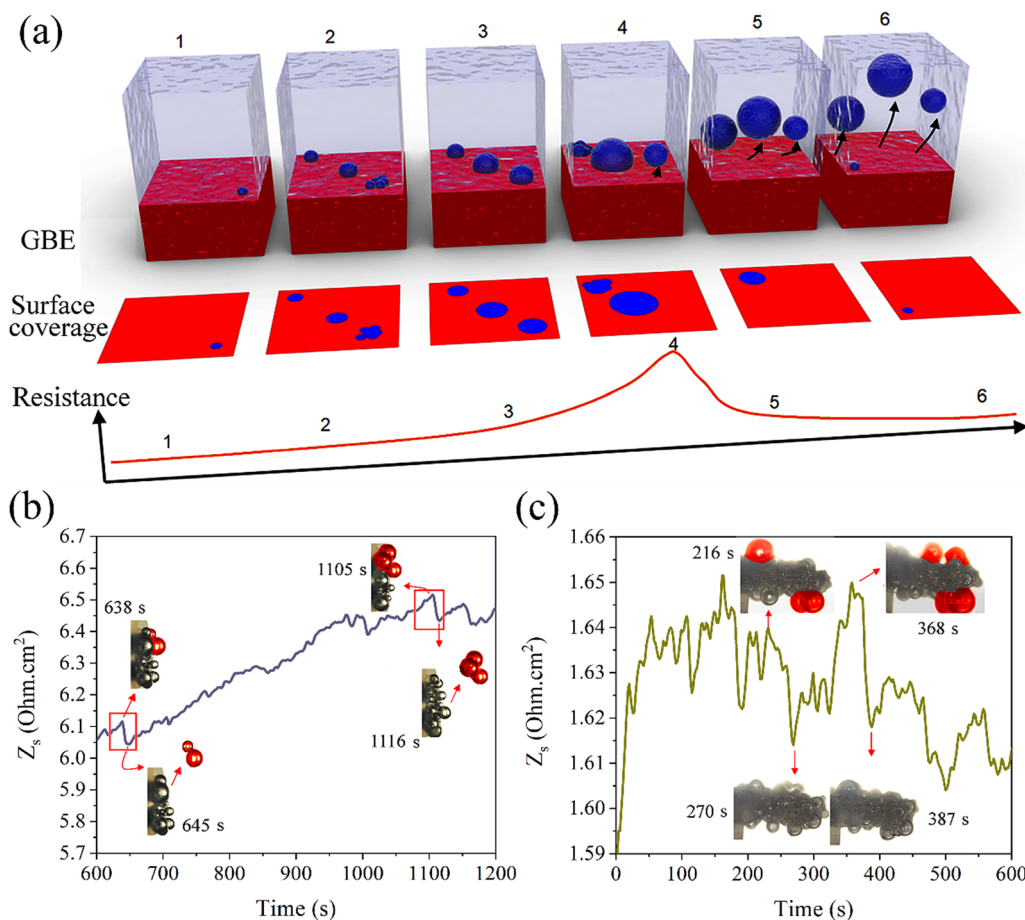 (a)
1 2 3 4 5 6
GBE
Surface
coverage
Resistance
1 2 3 4 5 6
(b)
6.7
6.6
6.5
6.4
6.3
6.2
6.1
6.0
5.9
5.8
5.7
Zs (Ohm.cm²)
638 s
645 s
1105 s
1116 s
600 700 800 900 1000 1100 1200
Time (s)
(c)
1.66
1.65
1.64
1.63
1.62
1.61
1.60
1.59
Zs (Ohm.cm²)
216 s
368 s
270 s
387 s
0 100 200 300 400 500 600
Time (s)